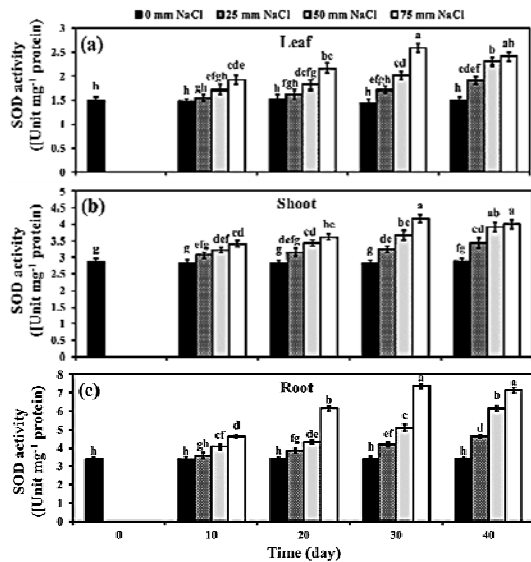 0 mm NaCl 25 mm NaCl 50 mm NaCl 75 mm NaCl
(a) Leaf
SOD activity
([Unit mg⁻¹ protein)
3
2.5
2
1.5
1
0.5
0
h h gh efgh cde h fgh defg bc h efgh cd a h cdef b ab
(b) Shoot
SOD activity
([Unit mg⁻¹ protein)
5
4.5
4
3.5
3
2.5
2
1.5
1
0.5
0
g g efg def cd g defg cd bc g de bc a fg cd ab a
(c) Root
SOD activity
([Unit mg⁻¹ protein)
8
7
6
5
4
3
2
1
0
h h gh ef d h fg de b h ef c a h d b a
0 10 20 30 40
Time (day)